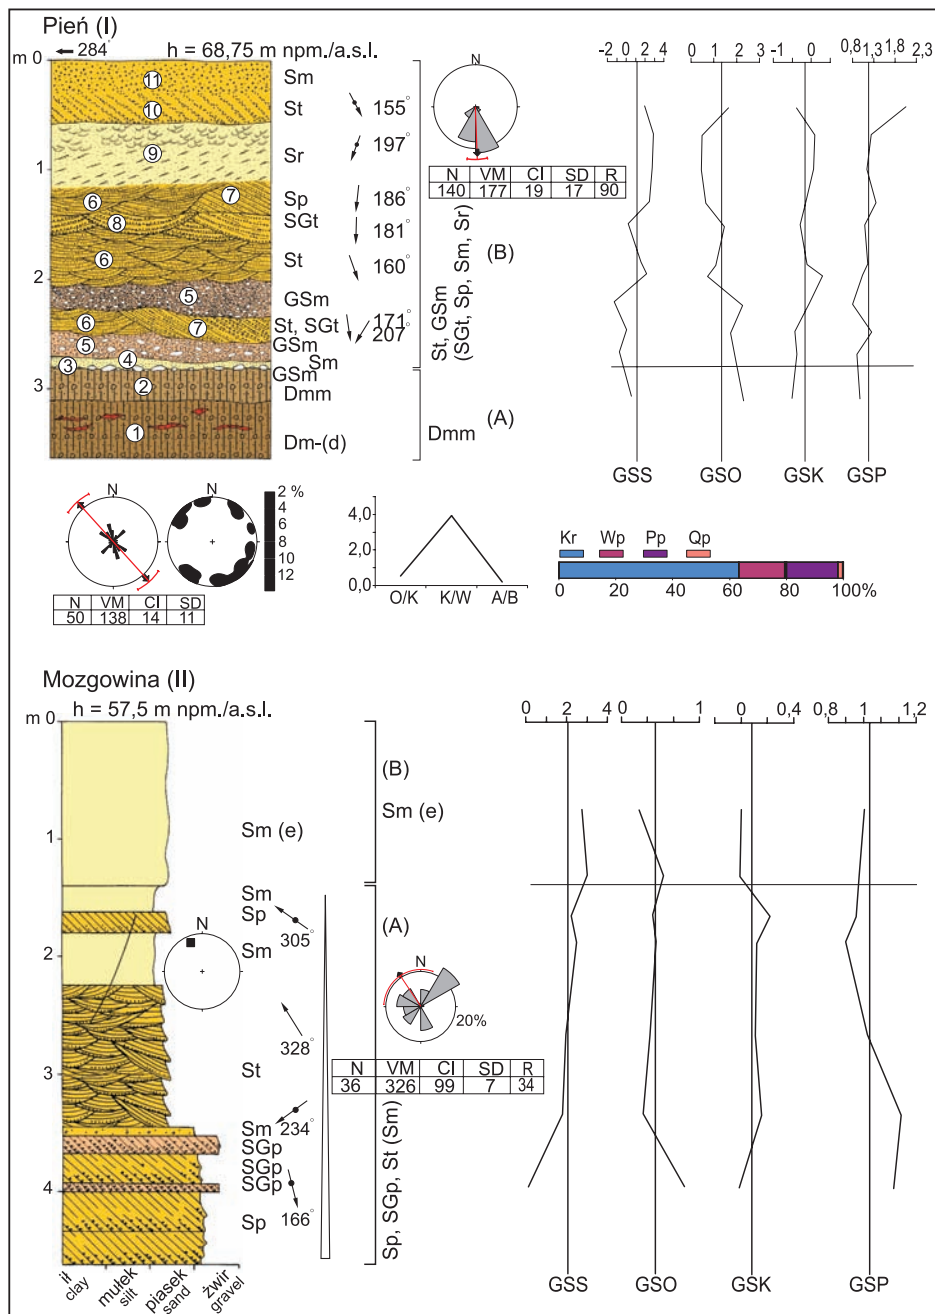 Pień (I)
284° h = 68,75 m npm./a.s.l.
m 0
1
2
3
11
10
9
6
7
8
6
5
6
7
5
4
3
2
1
Sm
St
Sr
Sp
SGt
St
GSm
St, SGt
GSm
Sm
GSm
Dmm
Dm-(d)
155°
197°
186°
181°
160°
171°
207°
N
N VM CI SD R
140 177 19 17 90
(B)
St, GSm
(SGt, Sp, Sm, Sr)
(A)
Dmm
-2 0 2 4
0 1 2
-1 0 1
0,8 1,3 1,8 2,3
GSS GSO GSK GSP
N
N
2 %
4
6
8
10
12
N VM CI SD
50 138 14 11
4,0
2,0
0,0
O/K K/W A/B
Kr Wp Pp Qp
0 20 40 60 80 100%
Mozgowina (II)
h = 57,5 m npm./a.s.l.
m 0
1
2
3
4
Sm (e)
Sm
Sp
Sm
St
Sm
SGp
SGp
SGp
Sp
305°
328°
234°
166°
N
(B)
Sm (e)
(A)
N
20%
N VM CI SD R
36 326 99 7 34
Sp, SGp, St (Sm)
0 2 4
0 1
0 0,4
0,8 1 1,2
GSS GSO GSK GSP
ił
clay
mułek
silt
piasek
sand
żwir
gravel